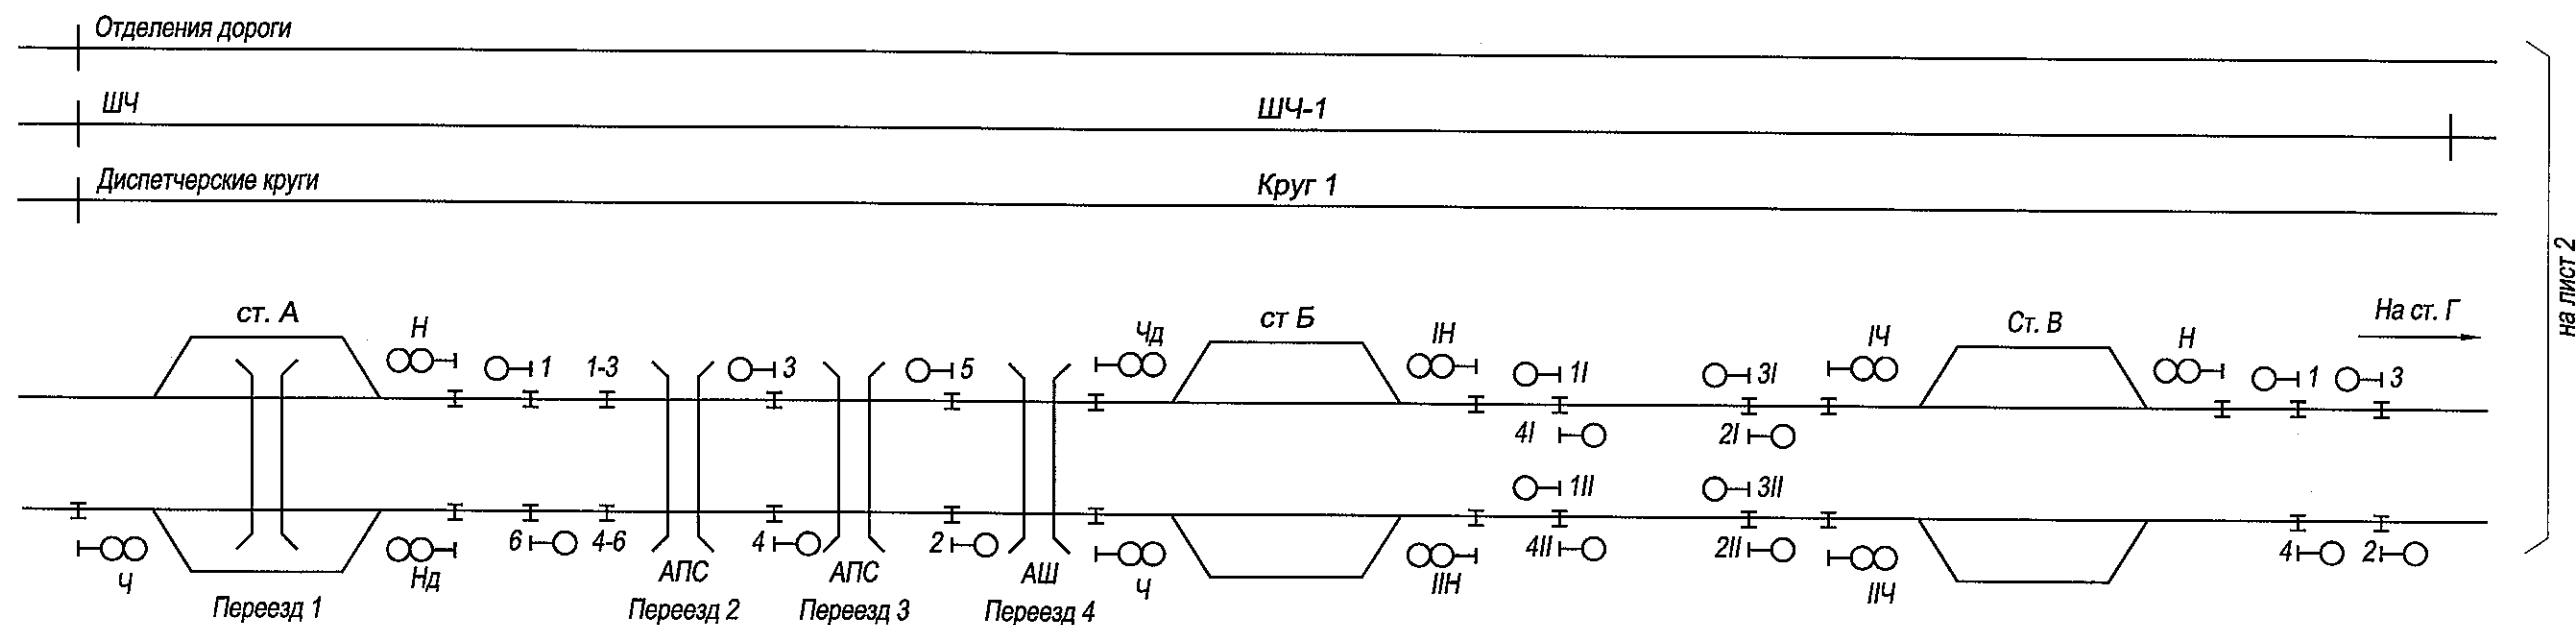 Отделения дороги
ШЧ
ШЧ-1
Диспетчерские круги
Круг 1
на лист 2
ст. А
ст Б
Ст. В
На ст. Г
Н
1
1-3
3
5
Чд
IН
1I
3I
IЧ
Н
1
3
4I
2I
1II
3II
Ч
6
4-6
4
2
Нд
Ч
4II
2II
IIН
IIЧ
4
2
АПС
АПС
АШ
Переезд 1
Переезд 2
Переезд 3
Переезд 4